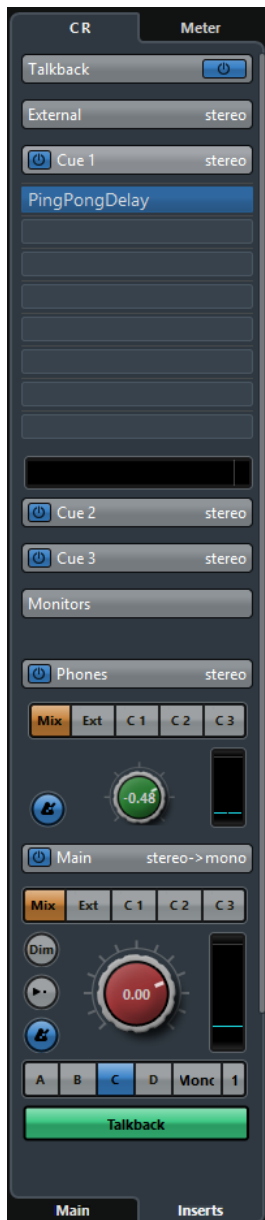 CR Meter
Talkback
External stereo
Cue 1 stereo
PingPongDelay
Cue 2 stereo
Cue 3 stereo
Monitors
Phones stereo
Mix Ext C 1 C 2 C 3
-0.48
Main stereo->mono
Mix Ext C 1 C 2 C 3
Dim
0.00
A B C D Mono 1
Talkback
Main Inserts